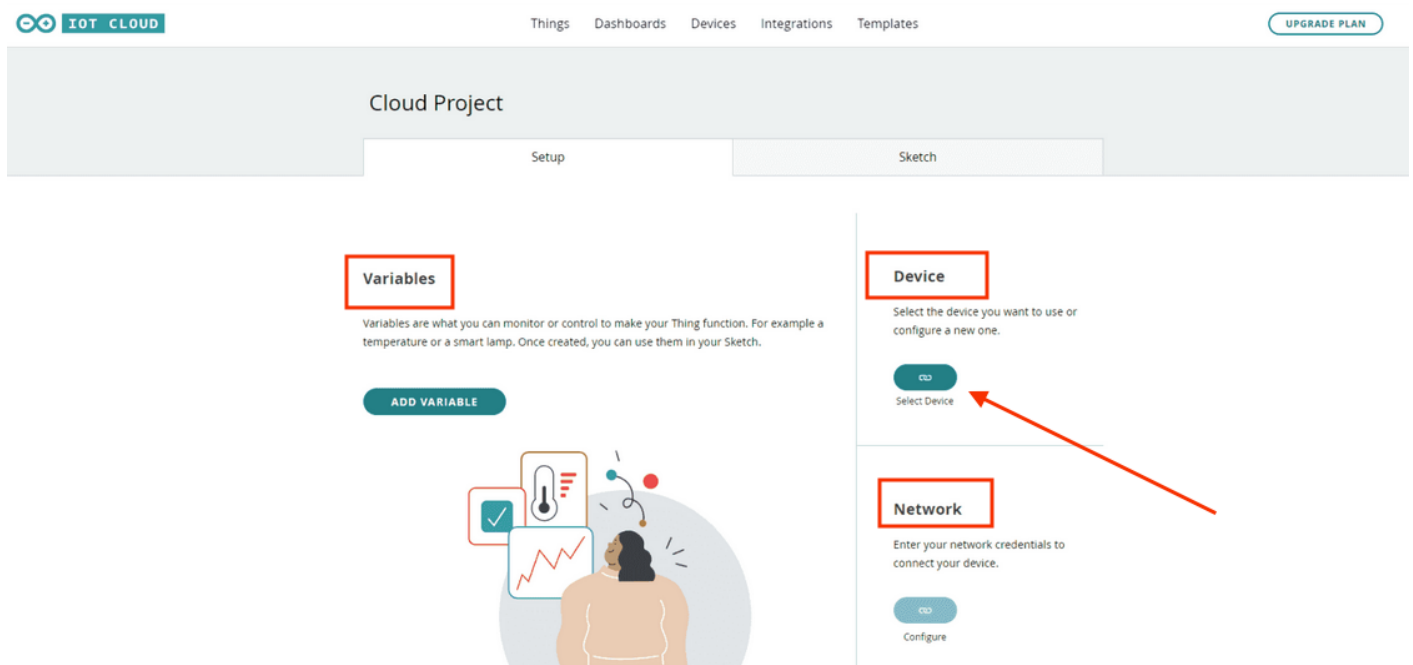 IOT CLOUD
Things Dashboards Devices Integrations Templates
UPGRADE PLAN
Cloud Project
Setup
Sketch
Variables
Variables are what you can monitor or control to make your Thing function. For example a
temperature or a smart lamp. Once created, you can use them in your Sketch.
ADD VARIABLE
Device
Select the device you want to use or
configure a new one.
Select Device
Network
Enter your network credentials to
connect your device.
Configure